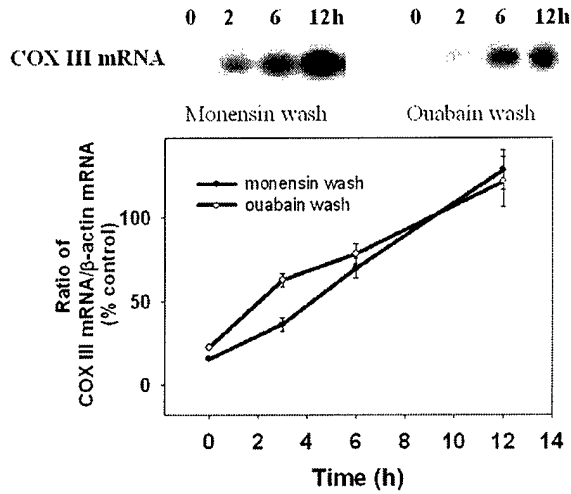 0 2 6 12h 0 2 6 12h
COX III mRNA
Monensin wash Ouabain wash
monensin wash
ouabain wash
Ratio of
COX III mRNA/β-actin mRNA
(% control)
100
50
0
0 2 4 6 8 10 12 14
Time (h)